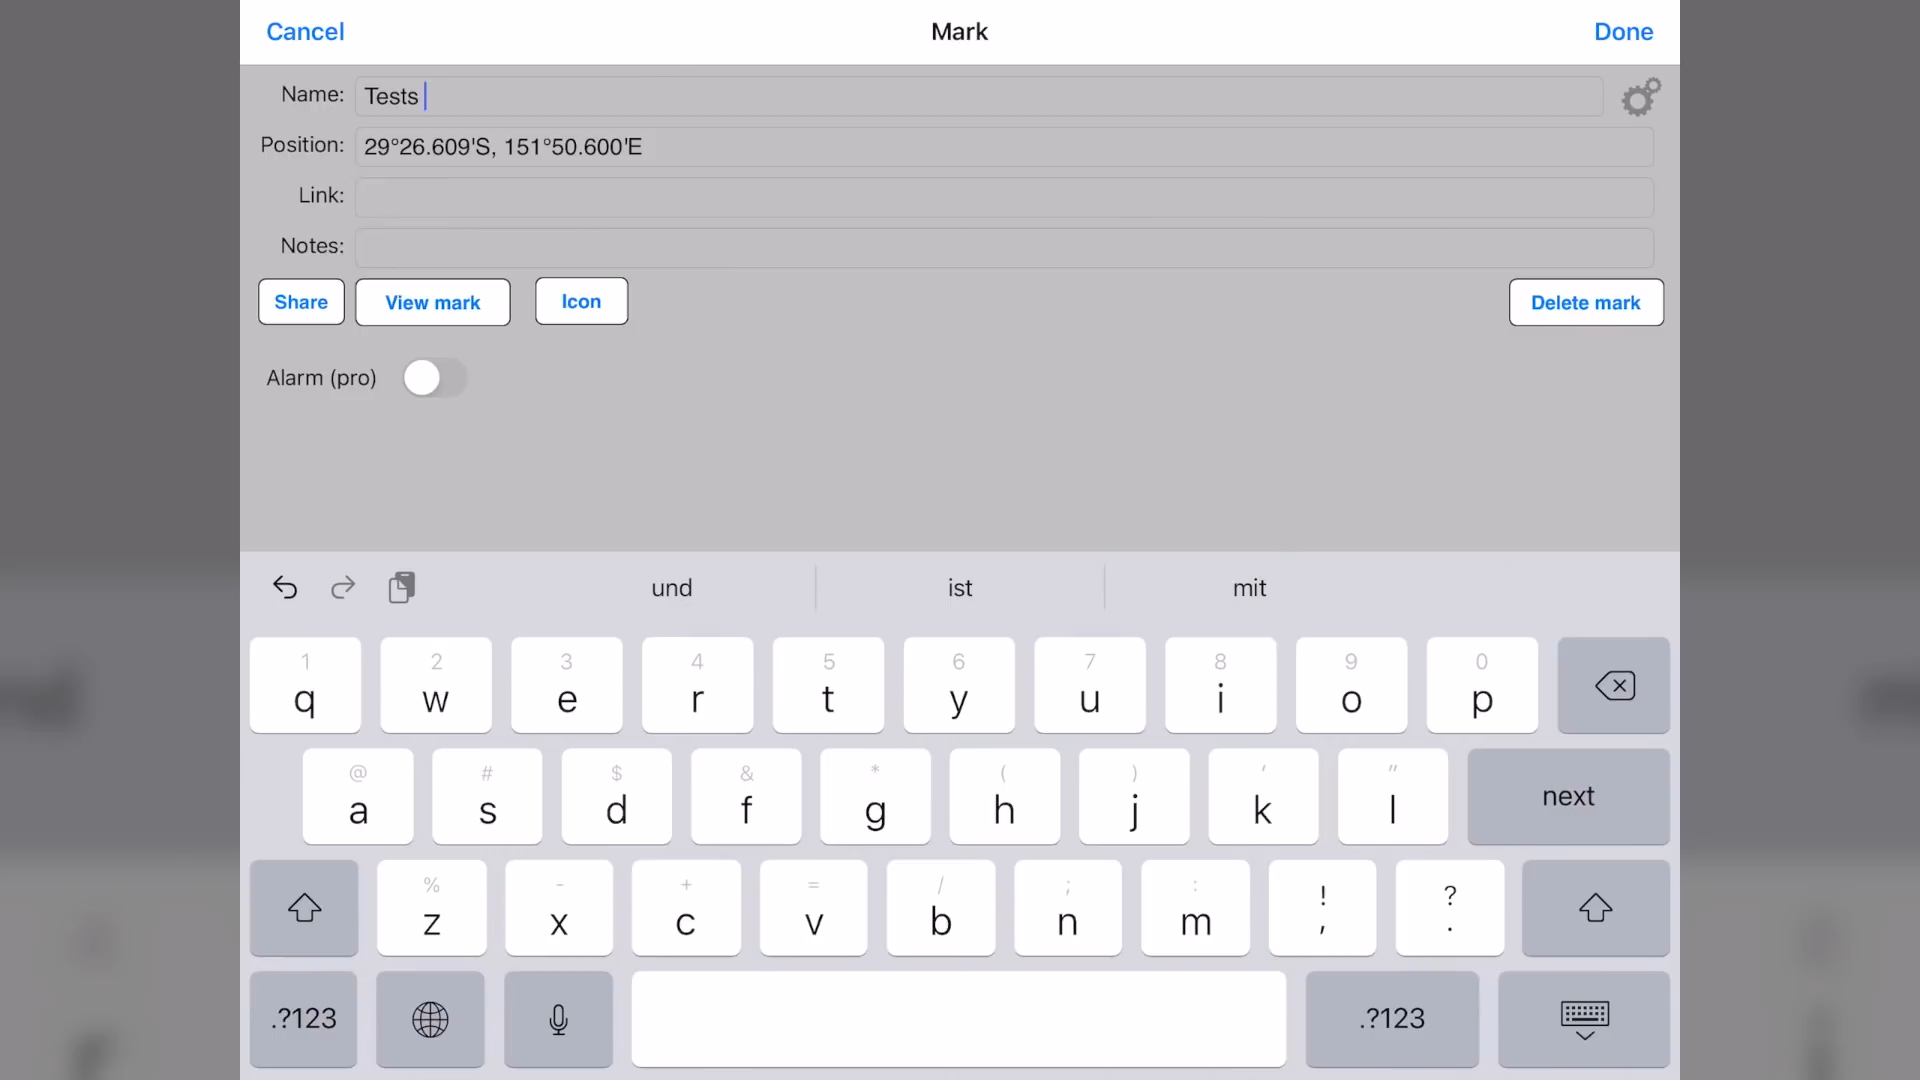 Cancel Mark Done
Name: Tests
Position: 29°26.609'S, 151°50.600'E
Link:
Notes:
Share View mark Icon Delete mark
Alarm (pro)
und ist mit
1 2 3 4 5 6 7 8 9 0
q w e r t y u i o p
@ # $ & * ( ) ' "
a s d f g h j k l next
% - + = / ; : ! ?
z x c v b n m , .
.?123 .?123